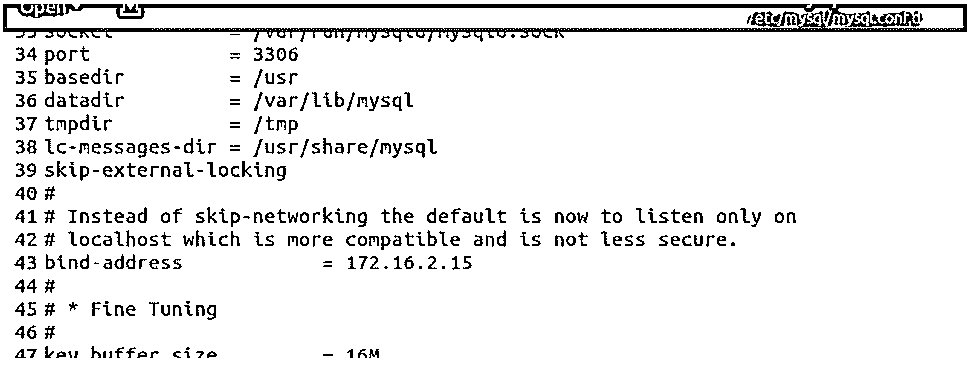 Open
/etc/mysql/mysql.conf.d
33 socket = /var/run/mysqld/mysqld.sock
34 port = 3306
35 basedir = /usr
36 datadir = /var/lib/mysql
37 tmpdir = /tmp
38 lc-messages-dir = /usr/share/mysql
39 skip-external-locking
40 #
41 # Instead of skip-networking the default is now to listen only on
42 # localhost which is more compatible and is not less secure.
43 bind-address = 172.16.2.15
44 #
45 # * Fine Tuning
46 #
47 key_buffer_size = 16M